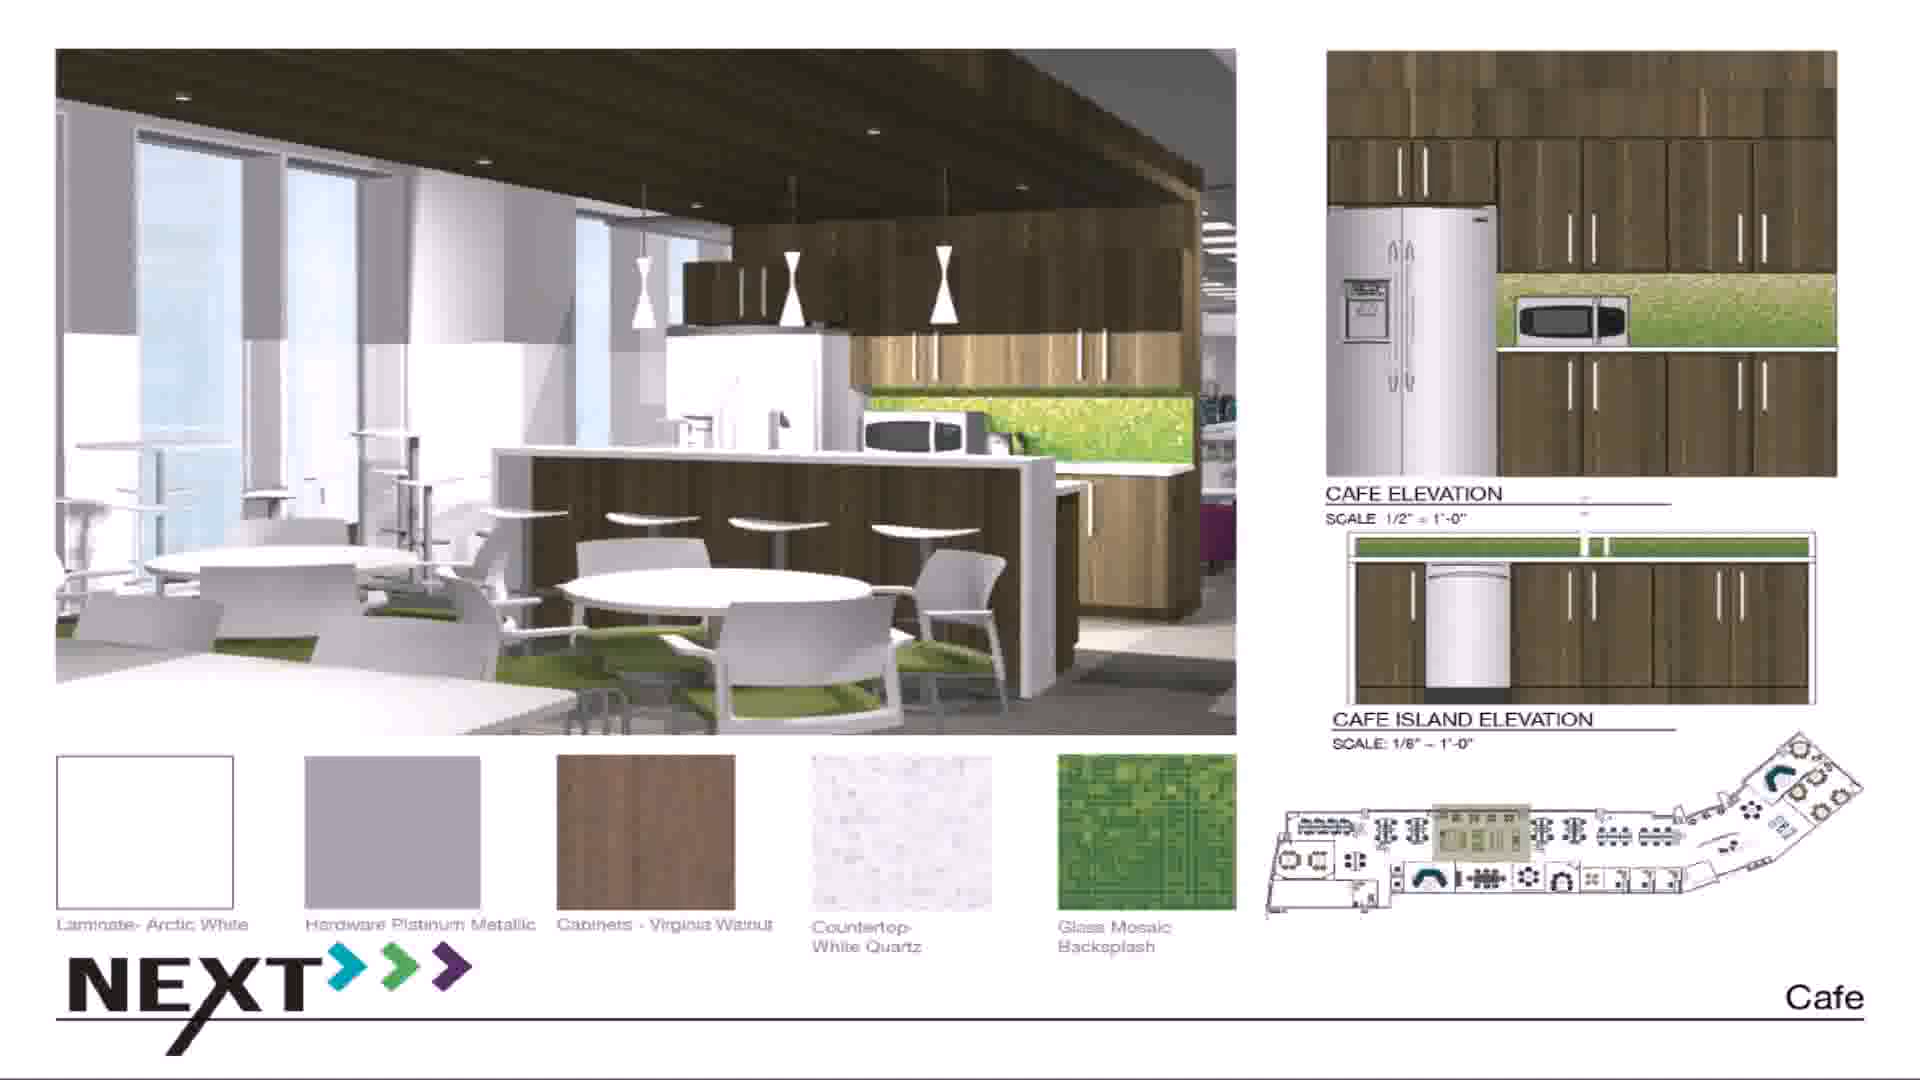 CAFE ELEVATION
SCALE 1/2" = 1'-0"
CAFE ISLAND ELEVATION
SCALE: 1/8" = 1'-0"
Laminate- Arctic White
Hardware Platinum Metallic
Cabinets - Virginia Walnut
Countertop-
White Quartz
Glass Mosaic
Backsplash
NEXT
Cafe